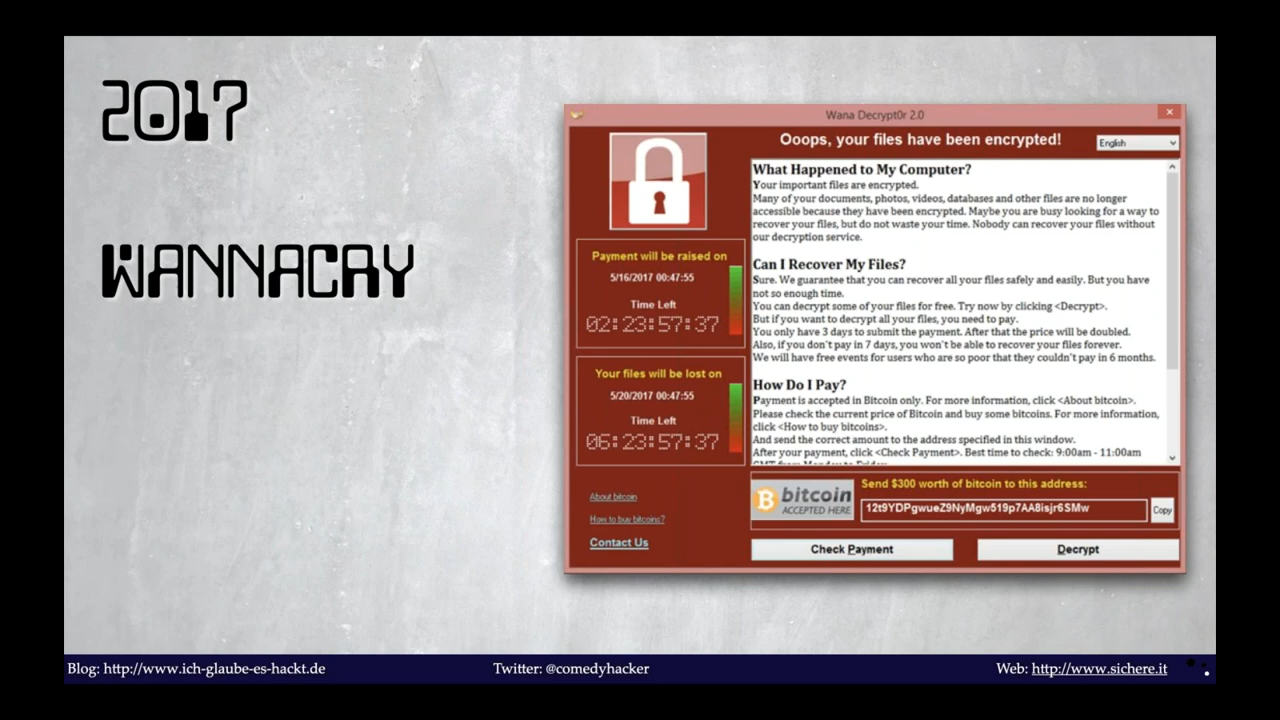 2017
WANNACRY
Wana Decrypt0r 2.0
Ooops, your files have been encrypted!
English
Payment will be raised on
5/16/2017 00:47:55
Time Left
02:23:57:37
Your files will be lost on
5/20/2017 00:47:55
Time Left
06:23:57:37
About bitcoin
How to buy bitcoins?
Contact Us
What Happened to My Computer?
Your important files are encrypted.
Many of your documents, photos, videos, databases and other files are no longer
accessible because they have been encrypted. Maybe you are busy looking for a way to
recover your files, but do not waste your time. Nobody can recover your files without
our decryption service.
Can I Recover My Files?
Sure. We guarantee that you can recover all your files safely and easily. But you have
not so enough time.
You can decrypt some of your files for free. Try now by clicking <Decrypt>.
But if you want to decrypt all your files, you need to pay.
You only have 3 days to submit the payment. After that the price will be doubled.
Also, if you don't pay in 7 days, you won't be able to recover your files forever.
We will have free events for users who are so poor that they couldn't pay in 6 months.
How Do I Pay?
Payment is accepted in Bitcoin only. For more information, click <About bitcoin>.
Please check the current price of Bitcoin and buy some bitcoins. For more information,
click <How to buy bitcoins>.
And send the correct amount to the address specified in this window.
After your payment, click <Check Payment>. Best time to check: 9:00am - 11:00am
GMT from Monday to Friday
bitcoin
ACCEPTED HERE
Send $300 worth of bitcoin to this address:
12t9YDPgwueZ9NyMgw519p7AA8isjr6SMw
Copy
Check Payment
Decrypt
Blog: http://www.ich-glaube-es-hackt.de
Twitter: @comedyhacker
Web: http://www.sichere.it